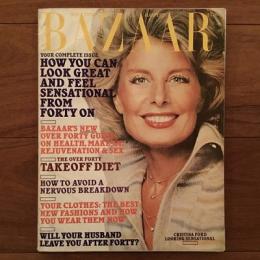 BAZAAR
YOUR COMPLETE ISSUE
HOW YOU CAN
LOOK GREAT
AND FEEL
SENSATIONAL
FROM
FORTY ON
BAZAAR'S NEW
OVER FORTY GUIDE
ON HEALTH, MAKE-UP,
REJUVENATION & SEX
THE OVER FORTY
TAKEOFF DIET
HOW TO AVOID A
NERVOUS BREAKDOWN
YOUR CLOTHES: THE BEST
NEW FASHIONS AND HOW
YOU WEAR THEM NOW
WILL YOUR HUSBAND
LEAVE YOU AFTER FORTY?
CRISTINA FORD
LOOKING SENSATIONAL